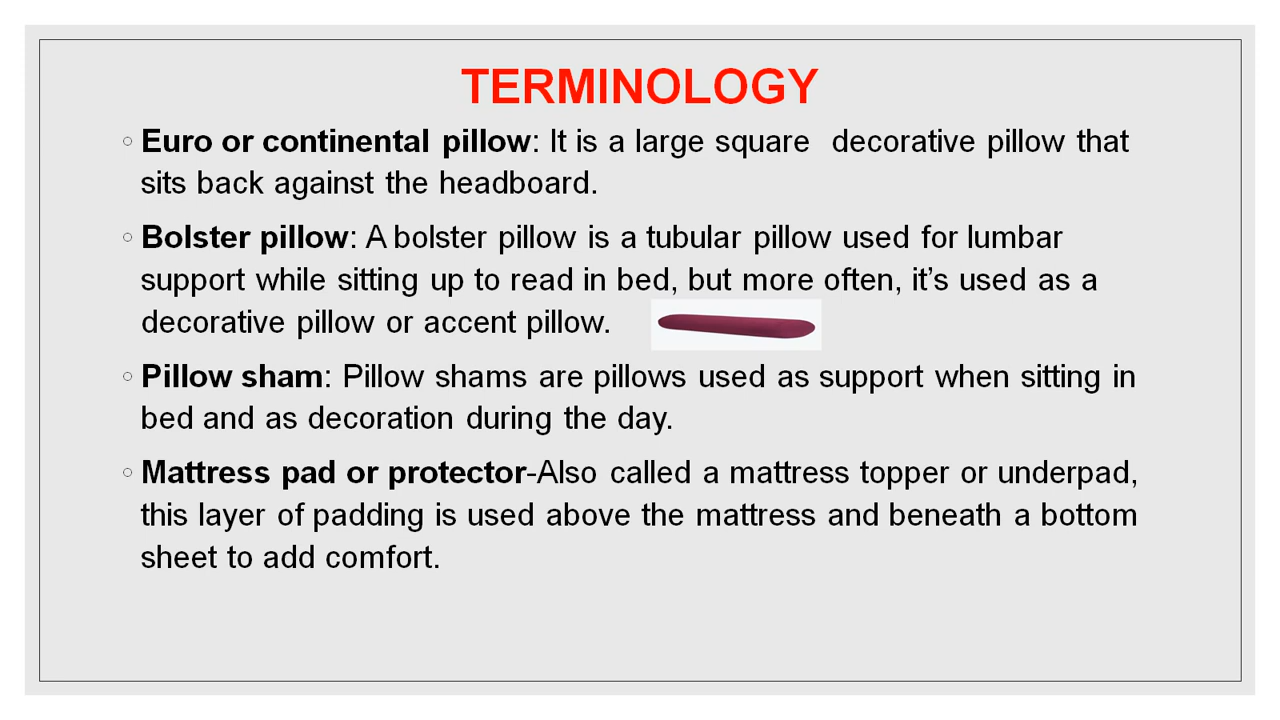 TERMINOLOGY
◦ Euro or continental pillow: It is a large square  decorative pillow that
sits back against the headboard.
◦ Bolster pillow: A bolster pillow is a tubular pillow used for lumbar
support while sitting up to read in bed, but more often, it’s used as a
decorative pillow or accent pillow.
◦ Pillow sham: Pillow shams are pillows used as support when sitting in
bed and as decoration during the day.
◦ Mattress pad or protector-Also called a mattress topper or underpad,
this layer of padding is used above the mattress and beneath a bottom
sheet to add comfort.